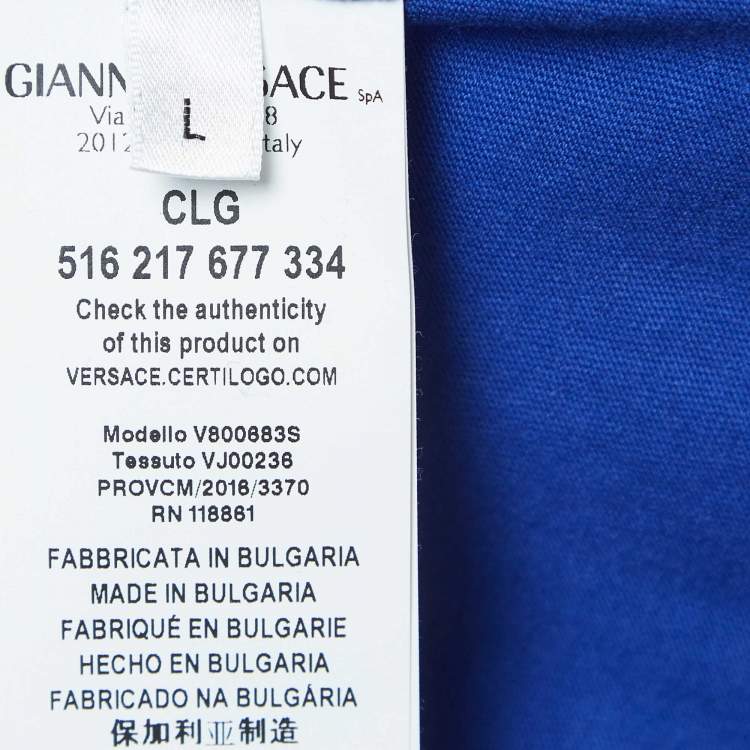 GIANN ACE SpA
Via 8
2012 taly
L
CLG
516 217 677 334
Check the authenticity
of this product on
VERSACE.CERTILOGO.COM
Modello V800683S
Tessuto VJ00236
PROVCM/2016/3370
RN 118861
FABBRICATA IN BULGARIA
MADE IN BULGARIA
FABRIQUÉ EN BULGARIE
HECHO EN BULGARIA
FABRICADO NA BULGÁRIA
保加利亚制造